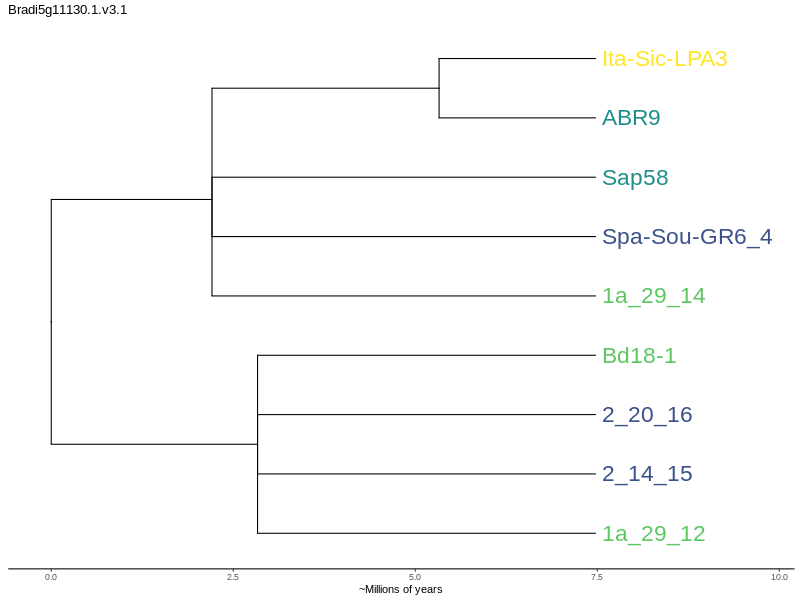 Bradi5g11130.1.v3.1
Ita-Sic-LPA3
ABR9
Sap58
Spa-Sou-GR6_4
1a_29_14
Bd18-1
2_20_16
2_14_15
1a_29_12
0.0 2.5 5.0 7.5 10.0
~Millions of years